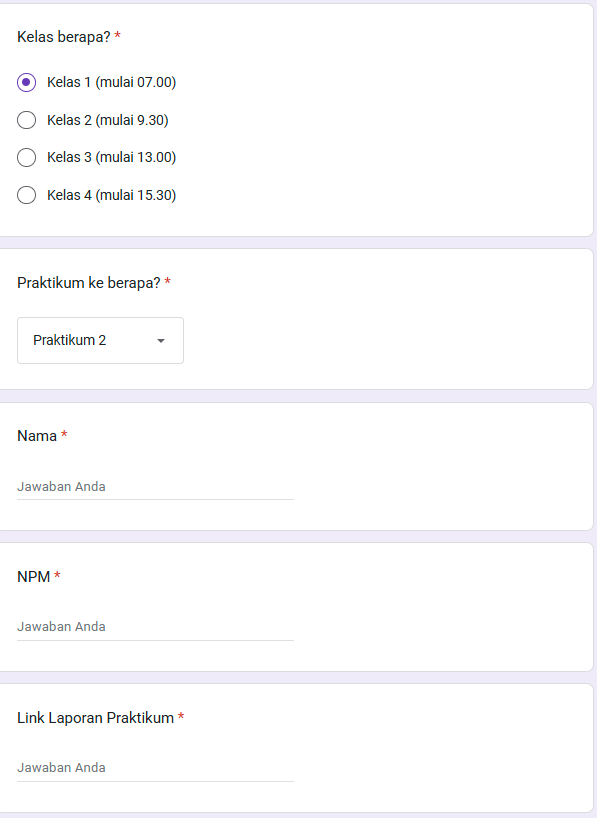 Kelas berapa? *
Kelas 1 (mulai 07.00)
Kelas 2 (mulai 9.30)
Kelas 3 (mulai 13.00)
Kelas 4 (mulai 15.30)
Praktikum ke berapa? *
Praktikum 2
Nama *
Jawaban Anda
NPM *
Jawaban Anda
Link Laporan Praktikum *
Jawaban Anda